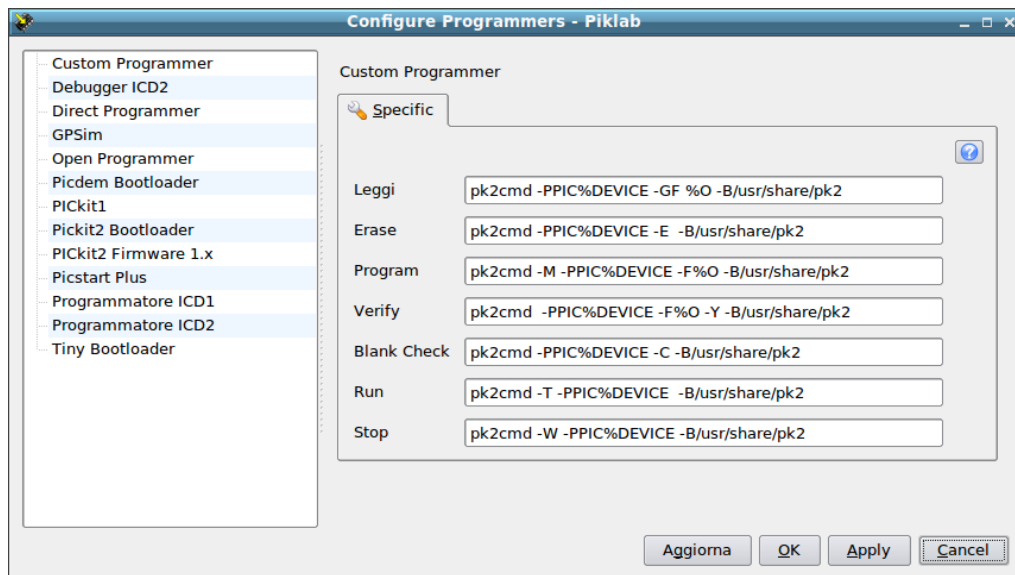 Configure Programmers - Piklab
Custom Programmer
Debugger ICD2
Direct Programmer
GPSim
Open Programmer
Picdem Bootloader
PICkit1
Pickit2 Bootloader
PICkit2 Firmware 1.x
Picstart Plus
Programmatore ICD1
Programmatore ICD2
Tiny Bootloader
Custom Programmer
Specific
Leggi pk2cmd -PPIC%DEVICE -GF %O -B/usr/share/pk2
Erase pk2cmd -PPIC%DEVICE -E  -B/usr/share/pk2
Program pk2cmd -M -PPIC%DEVICE -F%O -B/usr/share/pk2
Verify pk2cmd  -PPIC%DEVICE -F%O -Y -B/usr/share/pk2
Blank Check pk2cmd -PPIC%DEVICE -C -B/usr/share/pk2
Run pk2cmd -T -PPIC%DEVICE  -B/usr/share/pk2
Stop pk2cmd -W -PPIC%DEVICE -B/usr/share/pk2
Aggiorna OK Apply Cancel